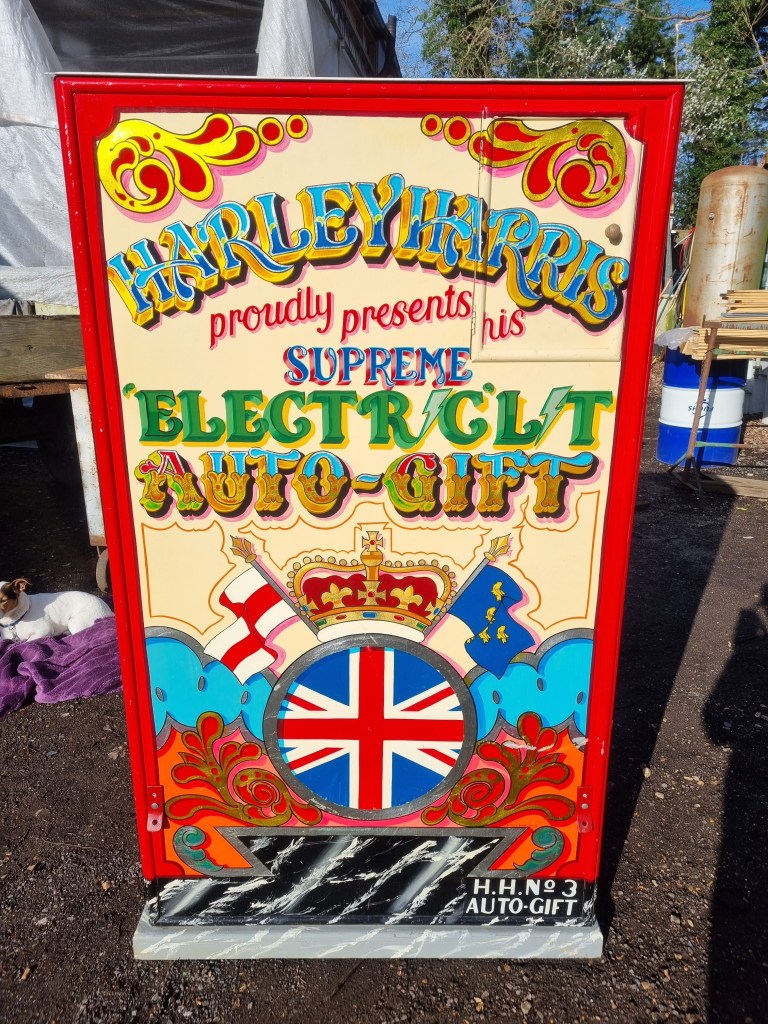 HARLEY HARRIS
proudly presents his
SUPREME
'ELECTRIC'LIT
AUTO-GIFT
H.H.Nº 3
AUTO-GIFT